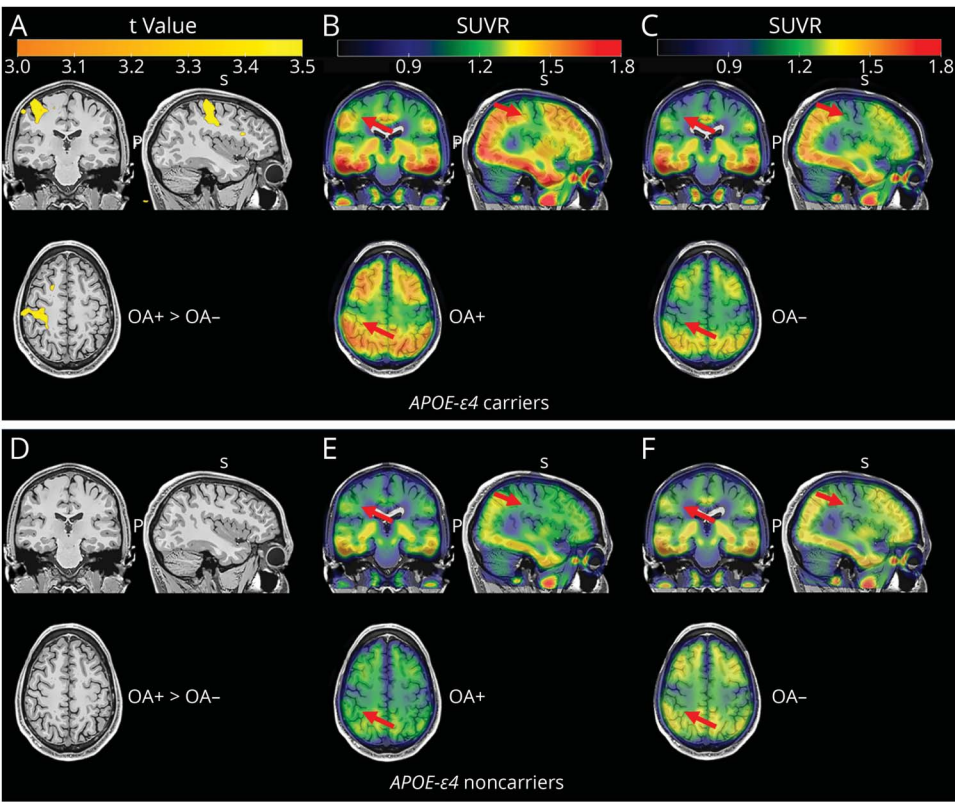 A
t Value
3.0 3.1 3.2 3.3 3.4 3.5
S
P
OA+ > OA–
B
SUVR
0.9 1.2 1.5 1.8
S
P
OA+
C
SUVR
0.9 1.2 1.5 1.8
S
P
OA–
APOE-ε4 carriers
D
S
OA+ > OA–
E
S
P
OA+
F
S
P
OA–
APOE-ε4 noncarriers